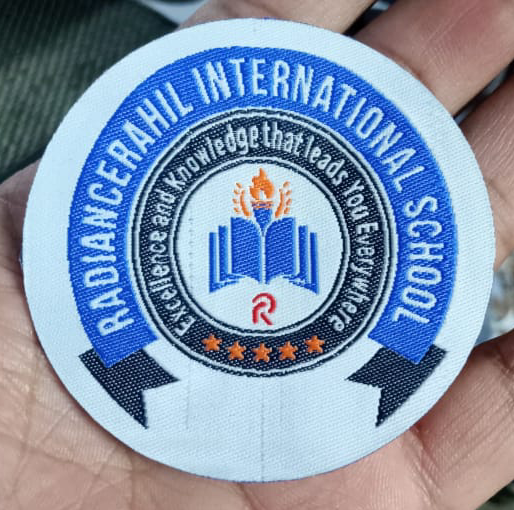 RADIANCERAHIL INTERNATIONAL SCHOOL
Excellence and Knowledge that leads You Everywhere
R